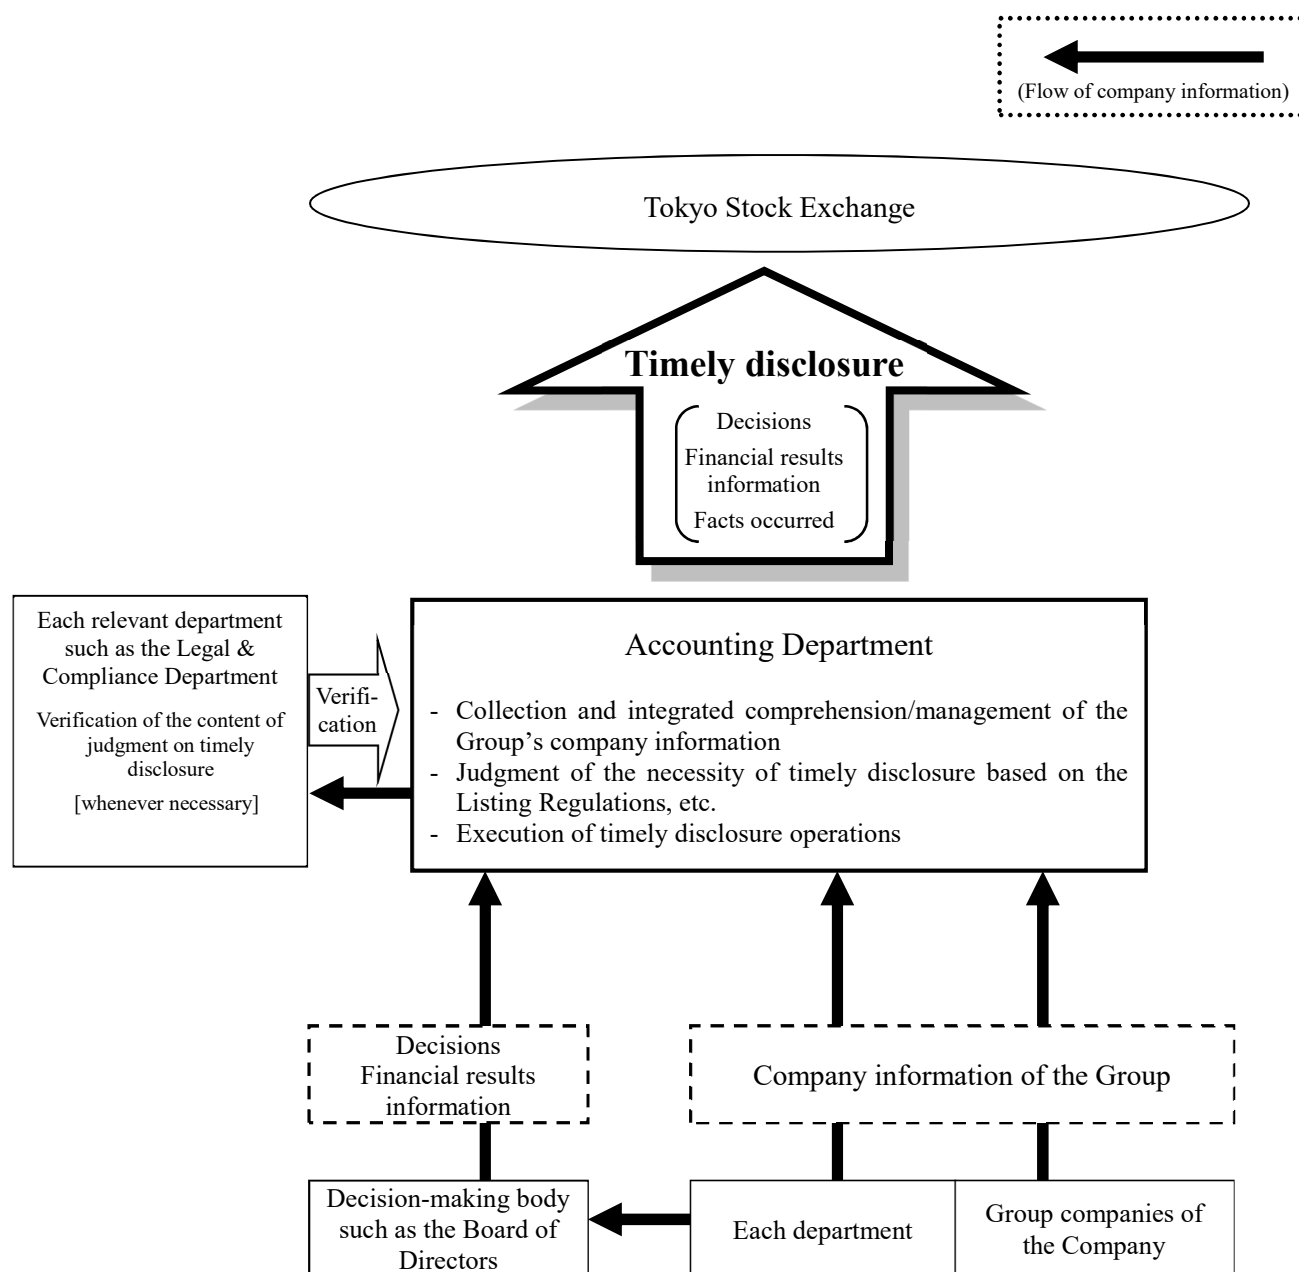 (Flow of company information)
Tokyo Stock Exchange
Timely disclosure
Decisions
Financial results
information
Facts occurred
Each relevant department
such as the Legal &
Compliance Department
Verification of the content of
judgment on timely
disclosure
[whenever necessary]
Verifi-
cation
Accounting Department
- Collection and integrated comprehension/management of the
Group's company information
- Judgment of the necessity of timely disclosure based on the
Listing Regulations, etc.
- Execution of timely disclosure operations
Decisions
Financial results
information
Company information of the Group
Decision-making body
such as the Board of
Directors
Each department
Group companies of
the Company